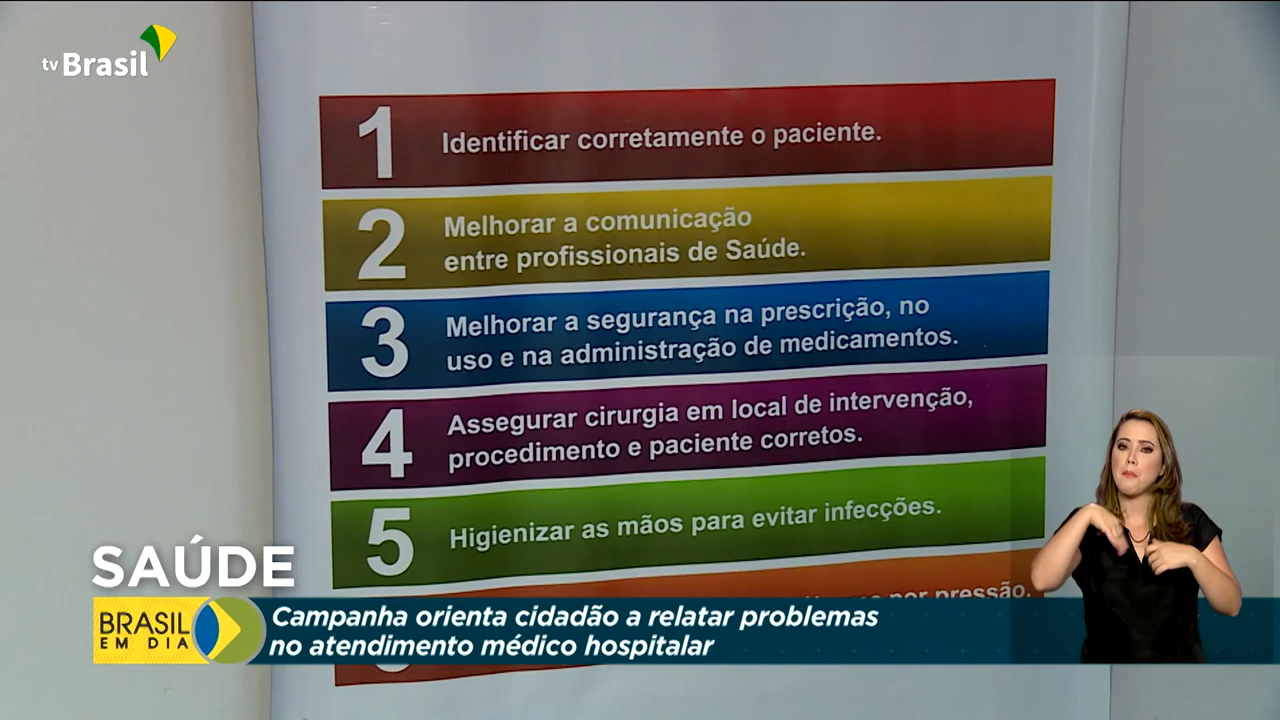 tv Brasil
1
Identificar corretamente o paciente.
2
Melhorar a comunicação
entre profissionais de Saúde.
3
Melhorar a segurança na prescrição, no
uso e na administração de medicamentos.
4
Assegurar cirurgia em local de intervenção,
procedimento e paciente corretos.
5
Higienizar as mãos para evitar infecções.
por pressão.
SAÚDE
BRASIL
EM DIA
Campanha orienta cidadão a relatar problemas
no atendimento médico hospitalar